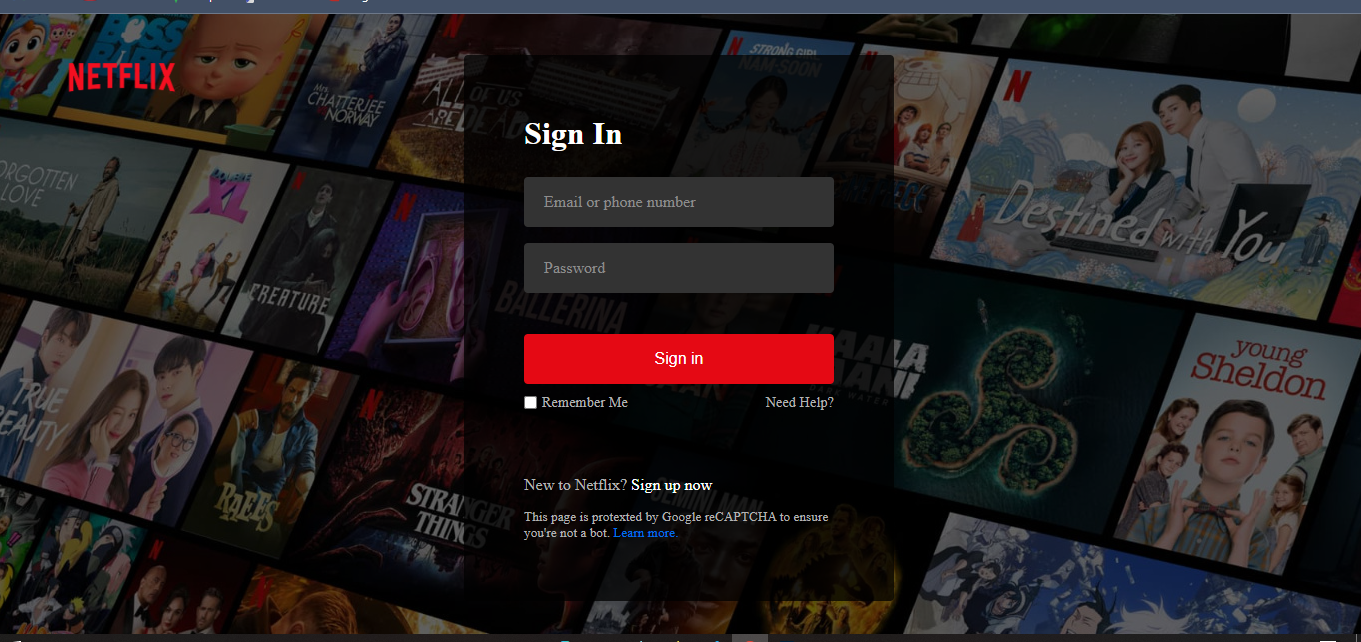 BOSS
NETFLIX
Mrs.
CHATTERJEE
NORWAY
ALL OF US
ARE DEAD
STRONG GIRL
NAM-SOON
FORGOTTEN
LOVE
XL
CREATURE
Destined with You
Sign In
Email or phone number
Password
BALLERINA
KAALA
PAANI
Sign in
Remember Me
Need Help?
TRUE
BEAUTY
RAEES
STRANGER
THINGS
young
Sheldon
New to Netflix? Sign up now
This page is protexted by Google reCAPTCHA to ensure
you're not a bot. Learn more.